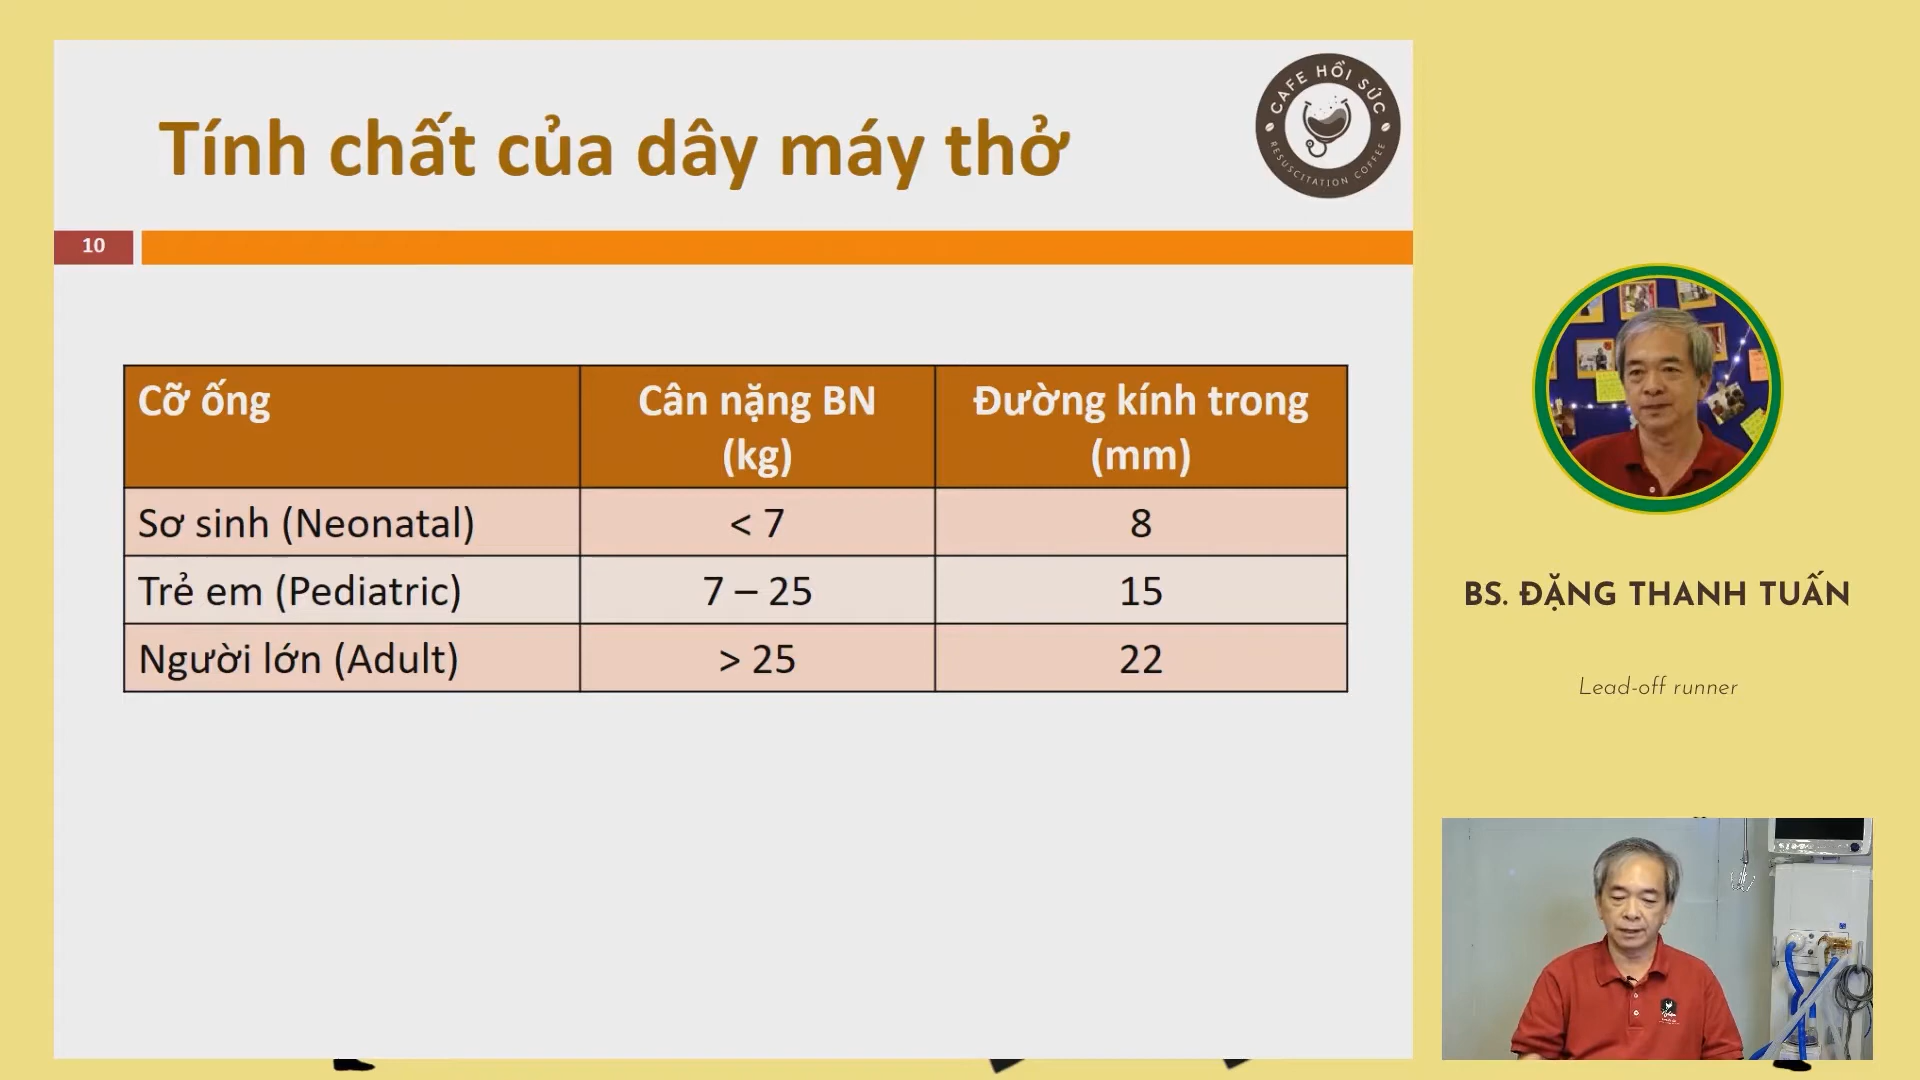 Tính chất của dây máy thở
CAFE HỒI SỨC
RESUSCITATION COFFEE
10
Cỡ ống
Cân nặng BN
(kg)
Đường kính trong
(mm)
Sơ sinh (Neonatal)
< 7
8
Trẻ em (Pediatric)
7 – 25
15
Người lớn (Adult)
> 25
22
BS. ĐẶNG THANH TUẤN
Lead-off runner